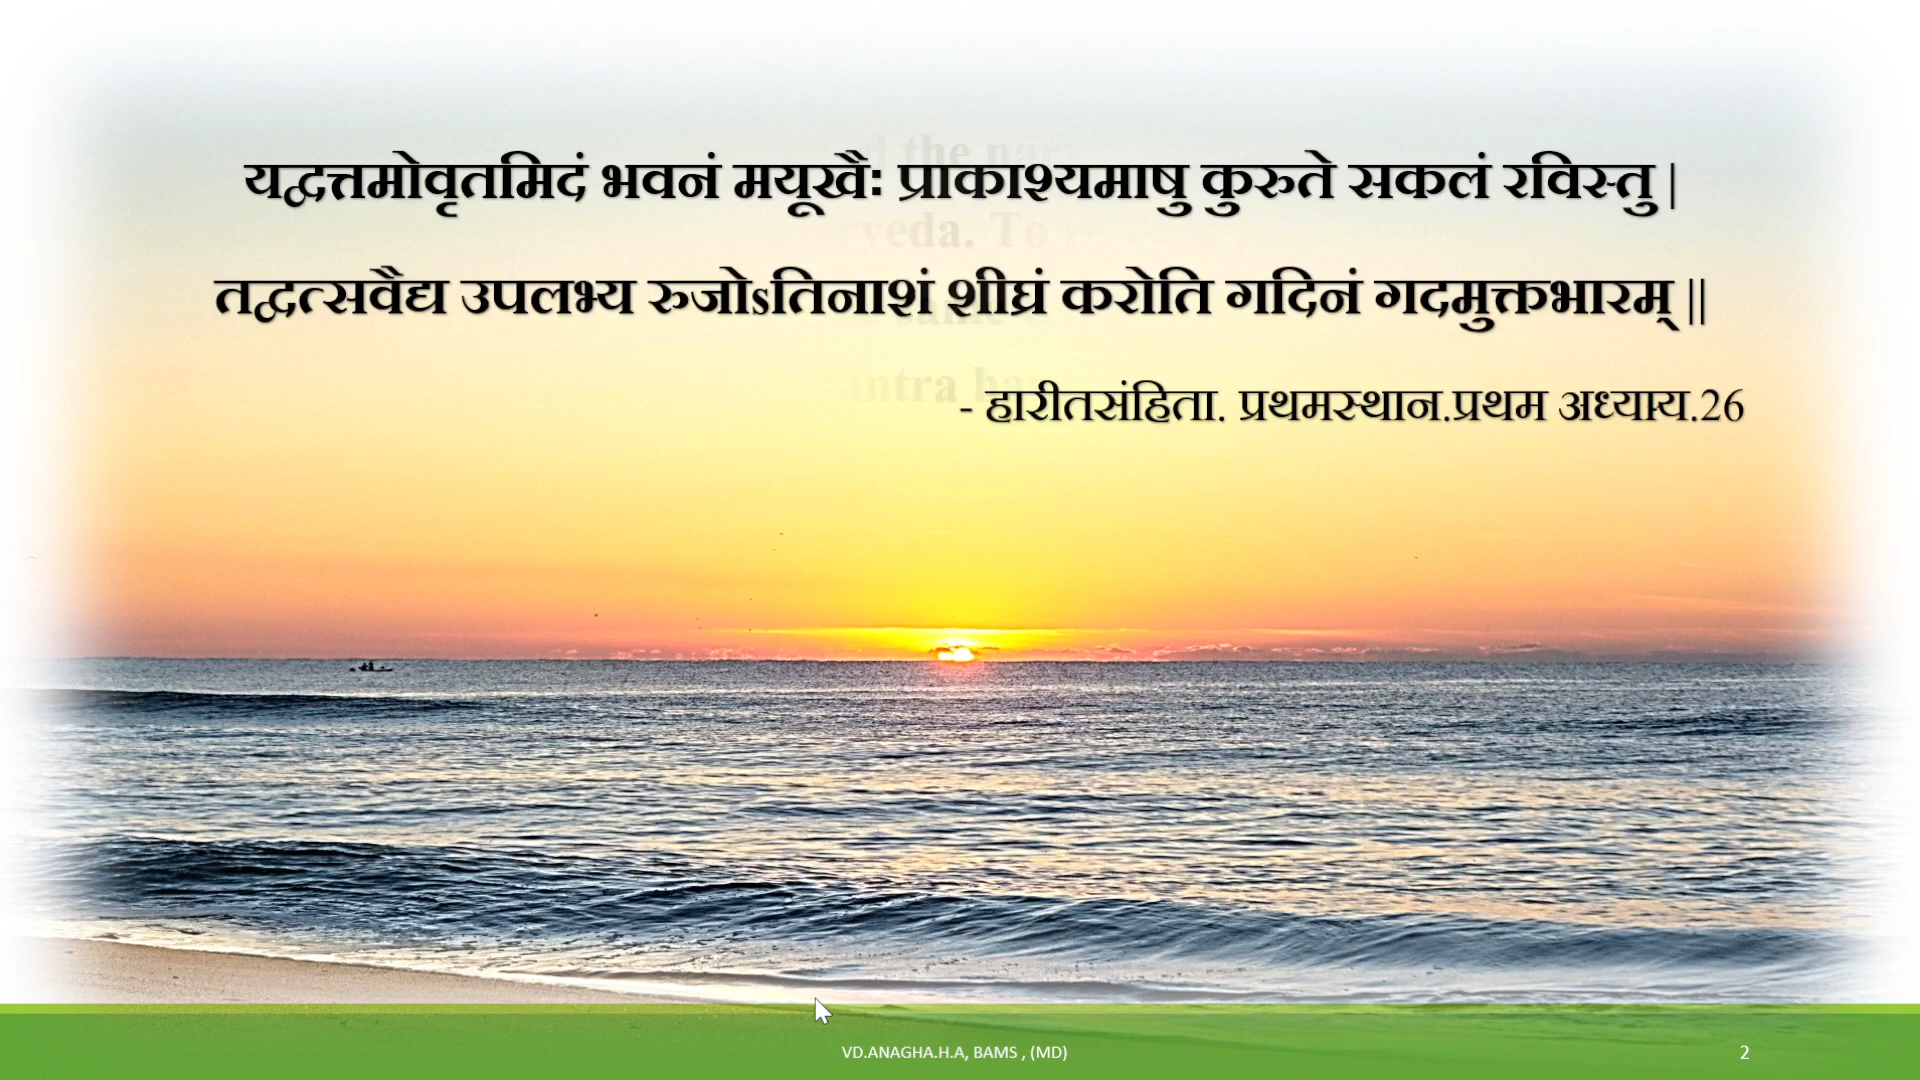 यद्वत्तमोवृतमिदं भवनं मयूखैः प्राकाश्यमाषु कुरुते सकलं रविस्तु |
तद्वत्सवैद्य उपलभ्य रुजोऽतिनाशं शीघ्रं करोति गदिनं गदमुक्तभारम् ||
- हारीतसंहिता. प्रथमस्थान.प्रथम अध्याय.26
VD.ANAGHA.H.A, BAMS , (MD)
2